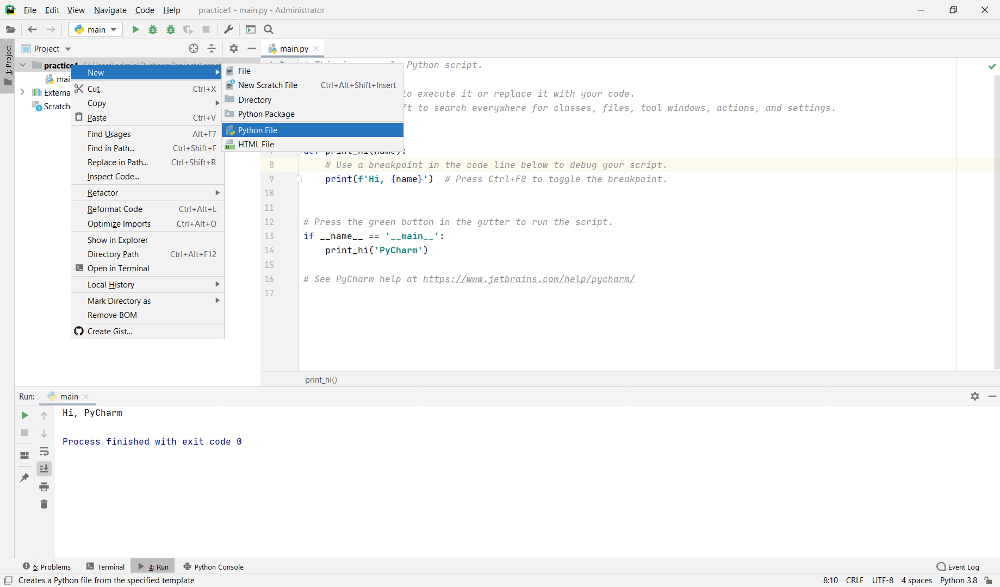 File Edit View Navigate Code Help practice1 - main.py - Administrator
main
1: Project
Project
main.py
practice1
New
File
# This is a sample Python script.
mai
Cut Ctrl+X
New Scratch File Ctrl+Alt+Shift+Insert
Externa
Copy
Directory
to execute it or replace it with your code.
Scratch
Paste Ctrl+V
Python Package
ft to search everywhere for classes, files, tool windows, actions, and settings.
Find Usages Alt+F7
Python File
Find in Path... Ctrl+Shift+F
HTML File
7 def print_hi(name):
Replace in Path... Ctrl+Shift+R
8 # Use a breakpoint in the code line below to debug your script.
Inspect Code...
9 print(f'Hi, {name}') # Press Ctrl+F8 to toggle the breakpoint.
Refactor
10
Reformat Code Ctrl+Alt+L
11
Optimize Imports Ctrl+Alt+O
12 # Press the green button in the gutter to run the script.
Show in Explorer
13 if __name__ == '__main__':
Directory Path Ctrl+Alt+F12
14 print_hi('PyCharm')
Open in Terminal
15
Local History
16 # See PyCharm help at https://www.jetbrains.com/help/pycharm/
Mark Directory as
17
Remove BOM
Create Gist...
print_hi()
Run: main
Hi, PyCharm
Process finished with exit code 0
6: Problems Terminal 4: Run Python Console Event Log
Creates a Python file from the specified template 8:10 CRLF UTF-8 4 spaces Python 3.8